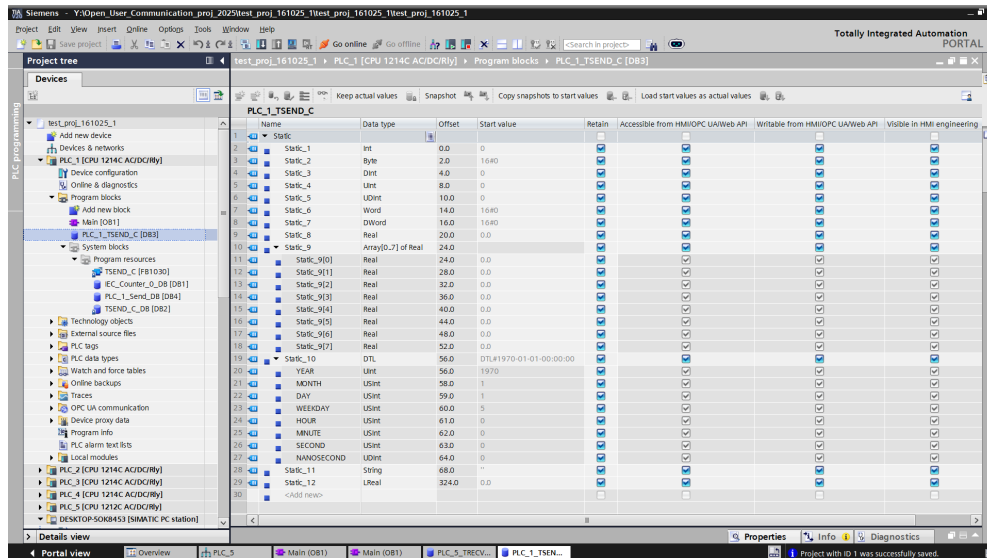 Siemens - Y:\Open_User_Communication_proj_2025\test_proj_161025_1\test_proj_161025_1\test_proj_161025_1
Project Edit View Insert Online Options Tools Window Help
Totally Integrated Automation
PORTAL
Save project Go online Go offline <Search in project>
Project tree
test_proj_161025_1 PLC_1 [CPU 1214C AC/DC/Rly] Program blocks PLC_1_TSEND_C [DB3]
Devices
Keep actual values Snapshot Copy snapshots to start values Load start values as actual values
PLC programming
PLC_1_TSEND_C
Name Data type Offset Start value Retain Accessible from HMI/OPC UA/Web API Writable from HMI/OPC UA/Web API Visible in HMI engineering
1 Static
2 Static_1 Int 0.0 0
3 Static_2 Byte 2.0 16#0
4 Static_3 DInt 4.0 0
5 Static_4 UInt 8.0 0
6 Static_5 UDInt 10.0 0
7 Static_6 Word 14.0 16#0
8 Static_7 DWord 16.0 16#0
9 Static_8 Real 20.0 0.0
10 Static_9 Array[0..7] of Real 24.0
11 Static_9[0] Real 24.0 0.0
12 Static_9[1] Real 28.0 0.0
13 Static_9[2] Real 32.0 0.0
14 Static_9[3] Real 36.0 0.0
15 Static_9[4] Real 40.0 0.0
16 Static_9[5] Real 44.0 0.0
17 Static_9[6] Real 48.0 0.0
18 Static_9[7] Real 52.0 0.0
19 Static_10 DTL 56.0 DTL#1970-01-01-00:00:00
20 YEAR UInt 56.0 1970
21 MONTH USInt 58.0 1
22 DAY USInt 59.0 1
23 WEEKDAY USInt 60.0 5
24 HOUR USInt 61.0 0
25 MINUTE USInt 62.0 0
26 SECOND USInt 63.0 0
27 NANOSECOND UDInt 64.0 0
28 Static_11 String 68.0 ''
29 Static_12 LReal 324.0 0.0
30 <Add new>
test_proj_161025_1
Add new device
Devices & networks
PLC_1 [CPU 1214C AC/DC/Rly]
Device configuration
Online & diagnostics
Program blocks
Add new block
Main [OB1]
PLC_1_TSEND_C [DB3]
System blocks
Program resources
TSEND_C [FB1030]
IEC_Counter_0_DB [DB1]
PLC_1_Send_DB [DB4]
TSEND_C_DB [DB2]
Technology objects
External source files
PLC tags
PLC data types
Watch and force tables
Online backups
Traces
OPC UA communication
Device proxy data
Program info
PLC alarm text lists
Local modules
PLC_2 [CPU 1214C AC/DC/Rly]
PLC_3 [CPU 1214C AC/DC/Rly]
PLC_4 [CPU 1214C AC/DC/Rly]
PLC_5 [CPU 1212C AC/DC/Rly]
DESKTOP-5OK8453 [SIMATIC PC station]
Details view
Properties Info Diagnostics
Portal view Overview PLC_5 Main (OB1) Main (OB1) PLC_5_TRECV... PLC_1_TSEN... Project with ID 1 was successfully saved.